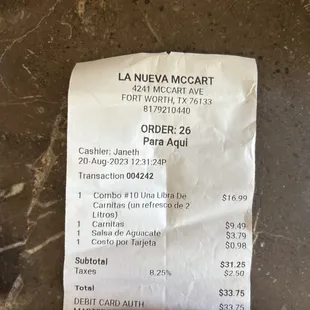 LA NUEVA MCCART
4241 MCCART AVE
FORT WORTH, TX 76133
8179210440
ORDER: 26
Para Aqui
Cashier: Janeth
20-Aug-2023 12:31:24P
Transaction 004242
1 Combo #10 Una Libra De $16.99
Carnitas (un refresco de 2
Litros)
1 Carnitas $9.49
1 Salsa de Aguacate $3.79
1 Costo por Tarjeta $0.98
Subtotal $31.25
Taxes 8.25% $2.50
Total $33.75
DEBIT CARD AUTH $33.75